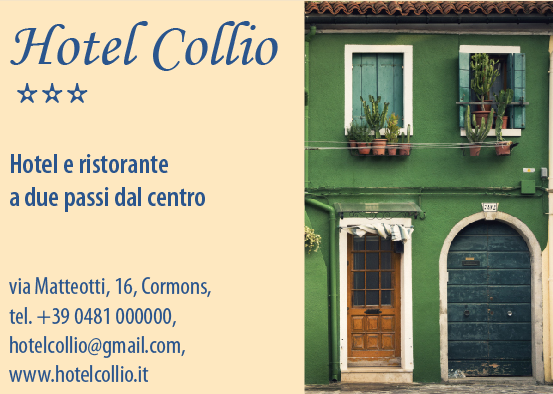 Hotel Collio
☆☆☆
Hotel e ristorante
a due passi dal centro
via Matteotti, 16, Cormons,
tel. +39 0481 000000,
hotelcollio@gmail.com,
www.hotelcollio.it